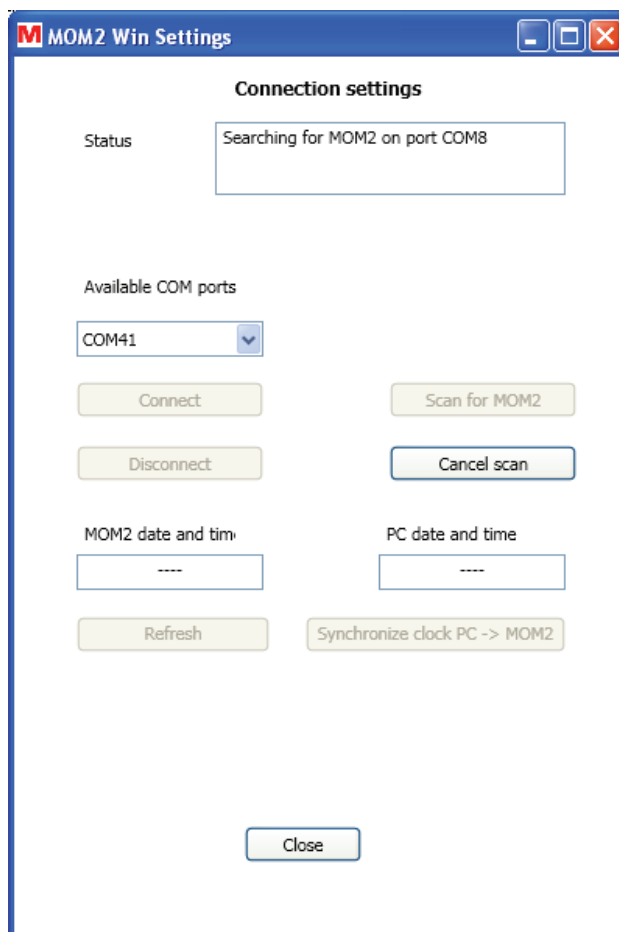 M MOM2 Win Settings
Connection settings
Status
Searching for MOM2 on port COM8
Available COM ports
COM41
Connect
Scan for MOM2
Disconnect
Cancel scan
MOM2 date and tim
PC date and time
----
----
Refresh
Synchronize clock PC -> MOM2
Close